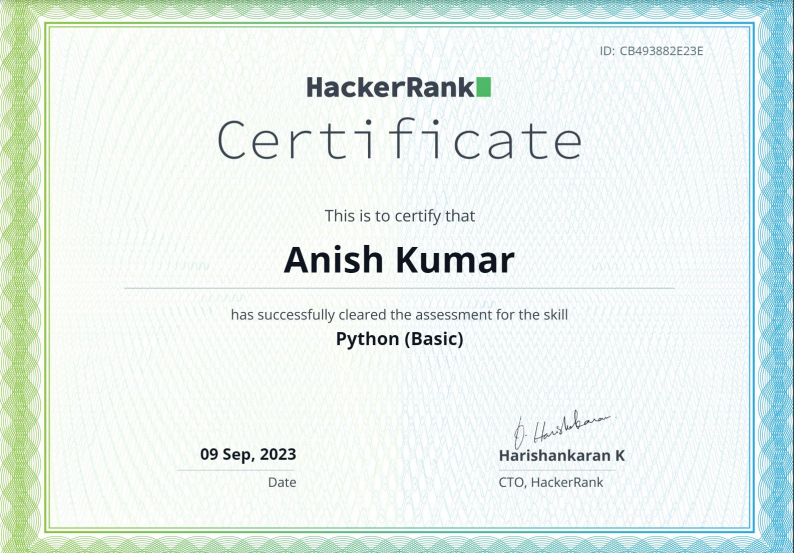 ID: CB493882E23E
HackerRank
Certificate
This is to certify that
Anish Kumar
has successfully cleared the assessment for the skill
Python (Basic)
09 Sep, 2023
Date
Harishankaran
Harishankaran K
CTO, HackerRank